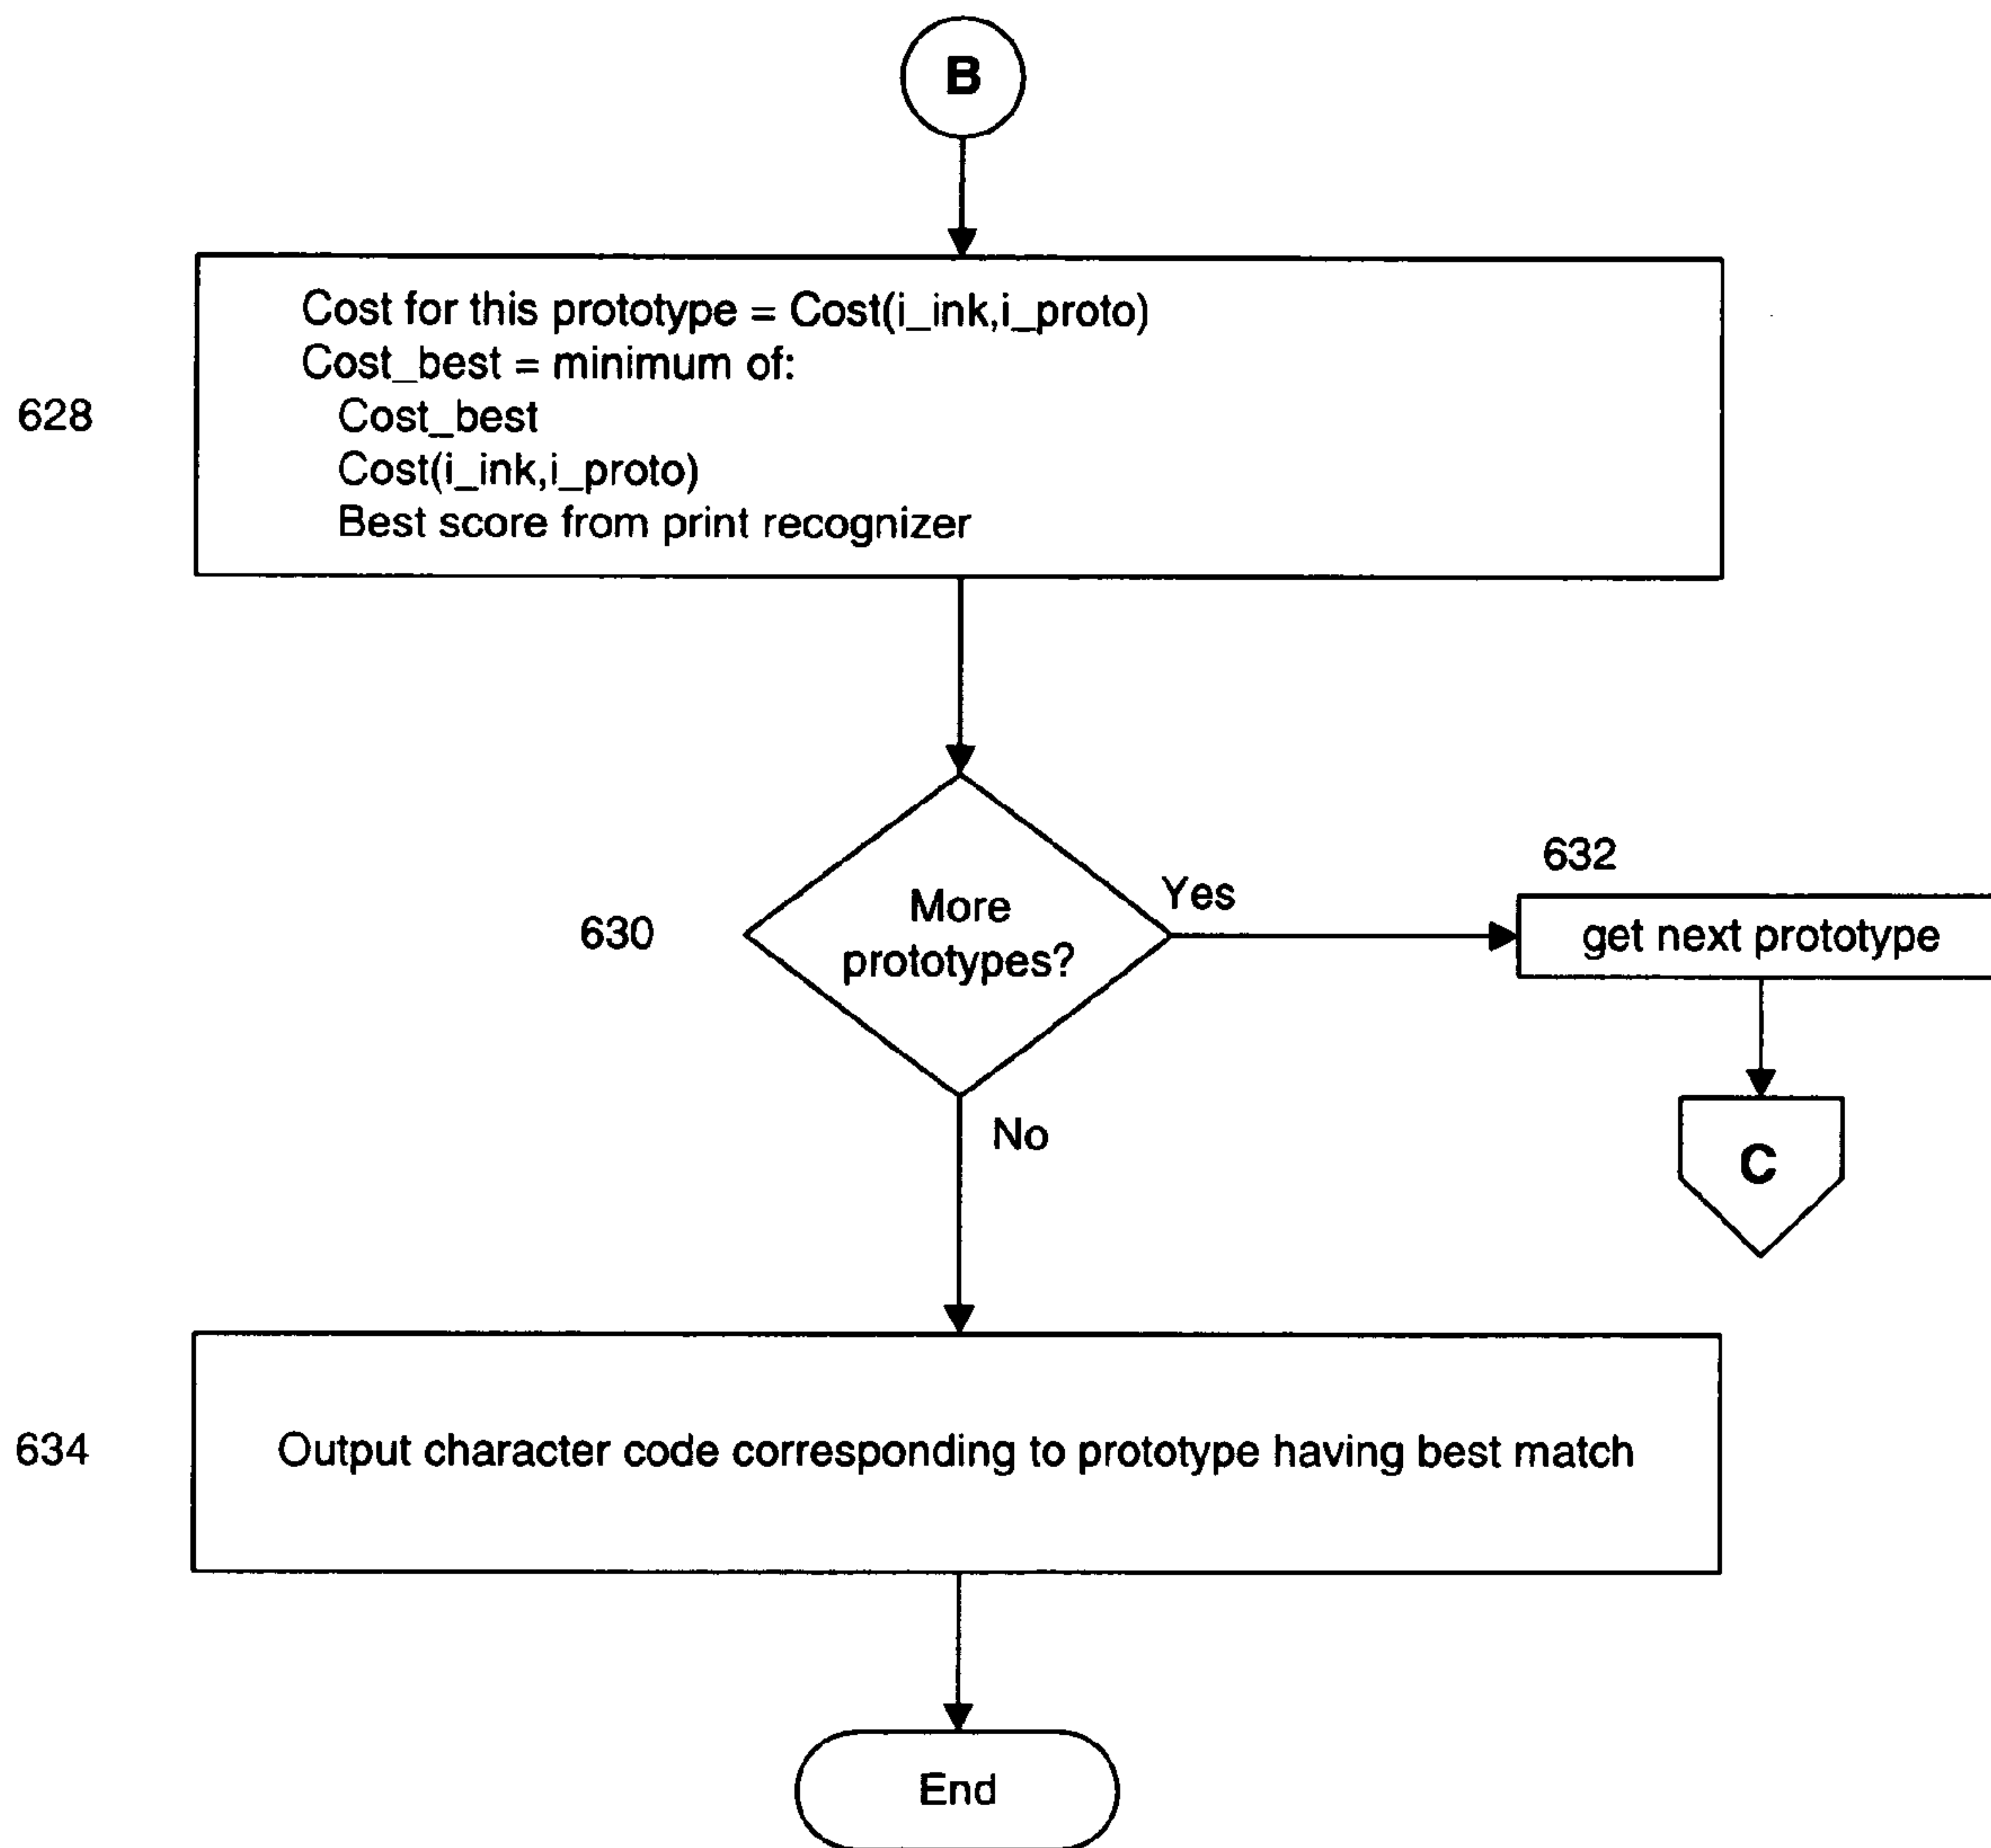 B
628
Cost for this prototype = Cost(i_ink,i_proto)
Cost_best = minimum of:
Cost_best
Cost(i_ink,i_proto)
Best score from print recognizer
630
More
prototypes?
Yes
632
get next prototype
C
No
634
Output character code corresponding to prototype having best match
End